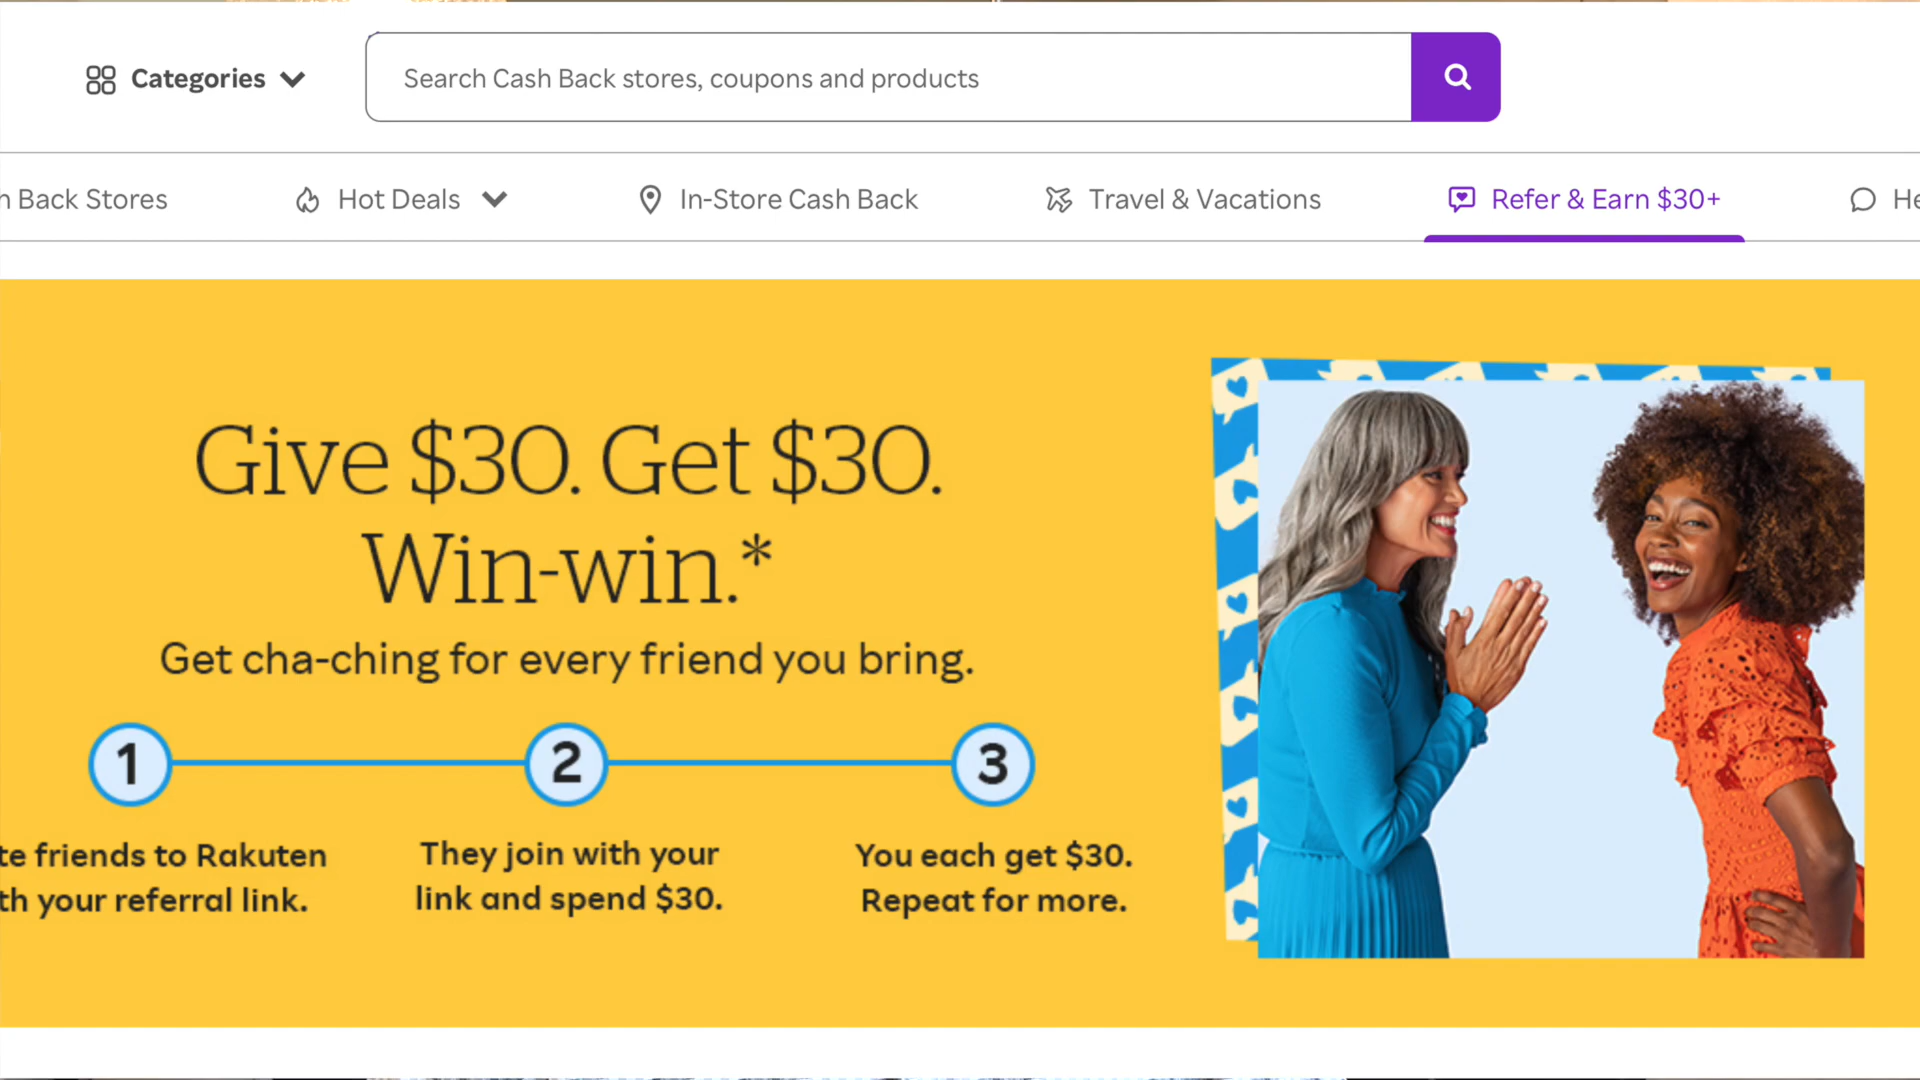 Categories
Search Cash Back stores, coupons and products
Back Stores
Hot Deals
In-Store Cash Back
Travel & Vacations
Refer & Earn $30+
Give $30. Get $30.
Win-win.*
Get cha-ching for every friend you bring.
1
2
3
friends to Rakuten
your referral link.
They join with your
link and spend $30.
You each get $30.
Repeat for more.